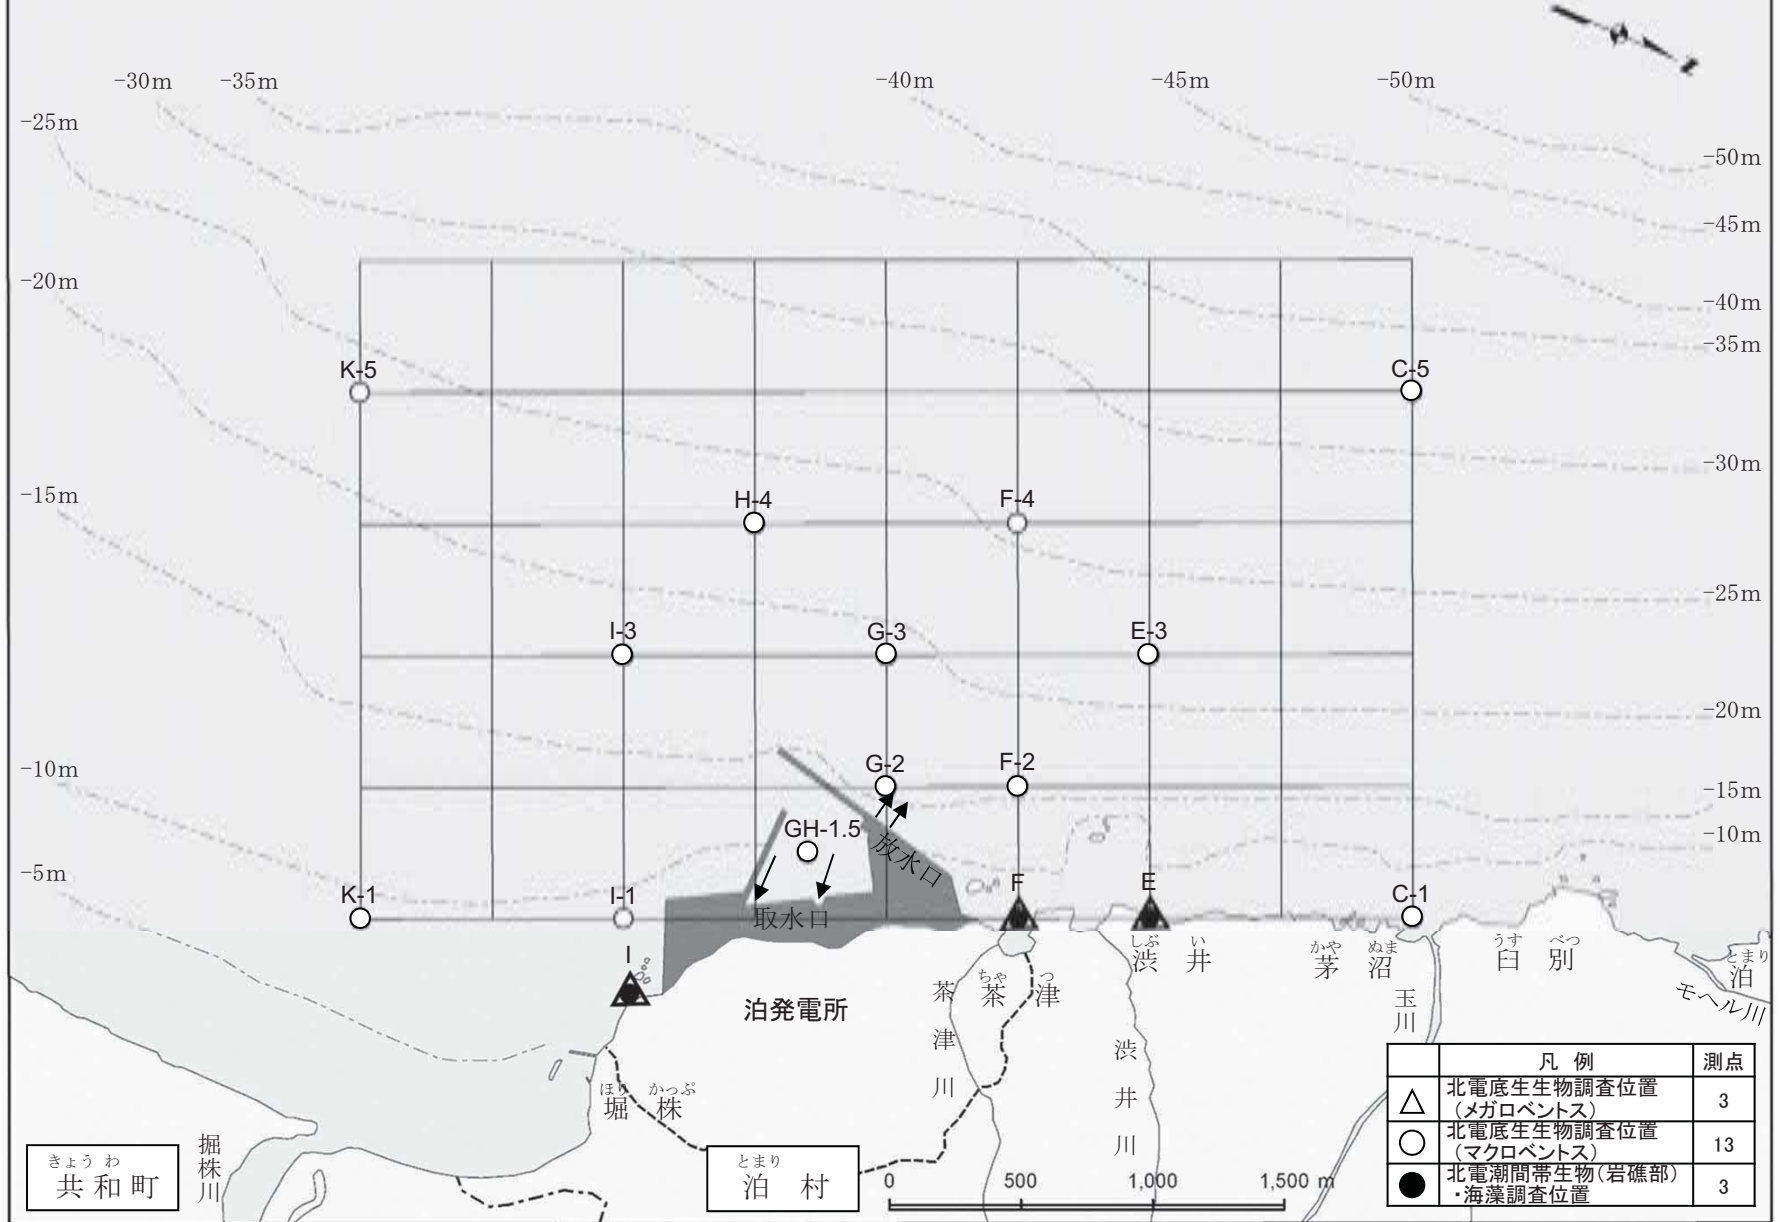 -30m
-35m
-40m
-45m
-50m
-25m
-50m
-45m
-20m
-40m
-35m
K-5
C-5
-30m
-15m
H-4
F-4
-25m
I-3
G-3
E-3
-20m
-10m
G-2
F-2
-15m
GH-1.5
放水口
-10m
-5m
K-1
I-1
取水口
F
E
C-1
I
泊発電所
ちゃ つ
茶 津
しぶ い
渋 井
かや ぬま
茅 沼
うす べつ
臼 別
とまり
泊
モヘル川
玉川
茶津川
渋井川
ほり かっぷ
堀 株
掘株川
きょう わ
共和町
とまり
泊 村
0 500 1,000 1,500 m
凡 例 測点
北電底生生物調査位置
(メガロベントス) 3
北電底生生物調査位置
(マクロベントス) 13
北電潮間帯生物(岩礁部)
・海藻調査位置 3